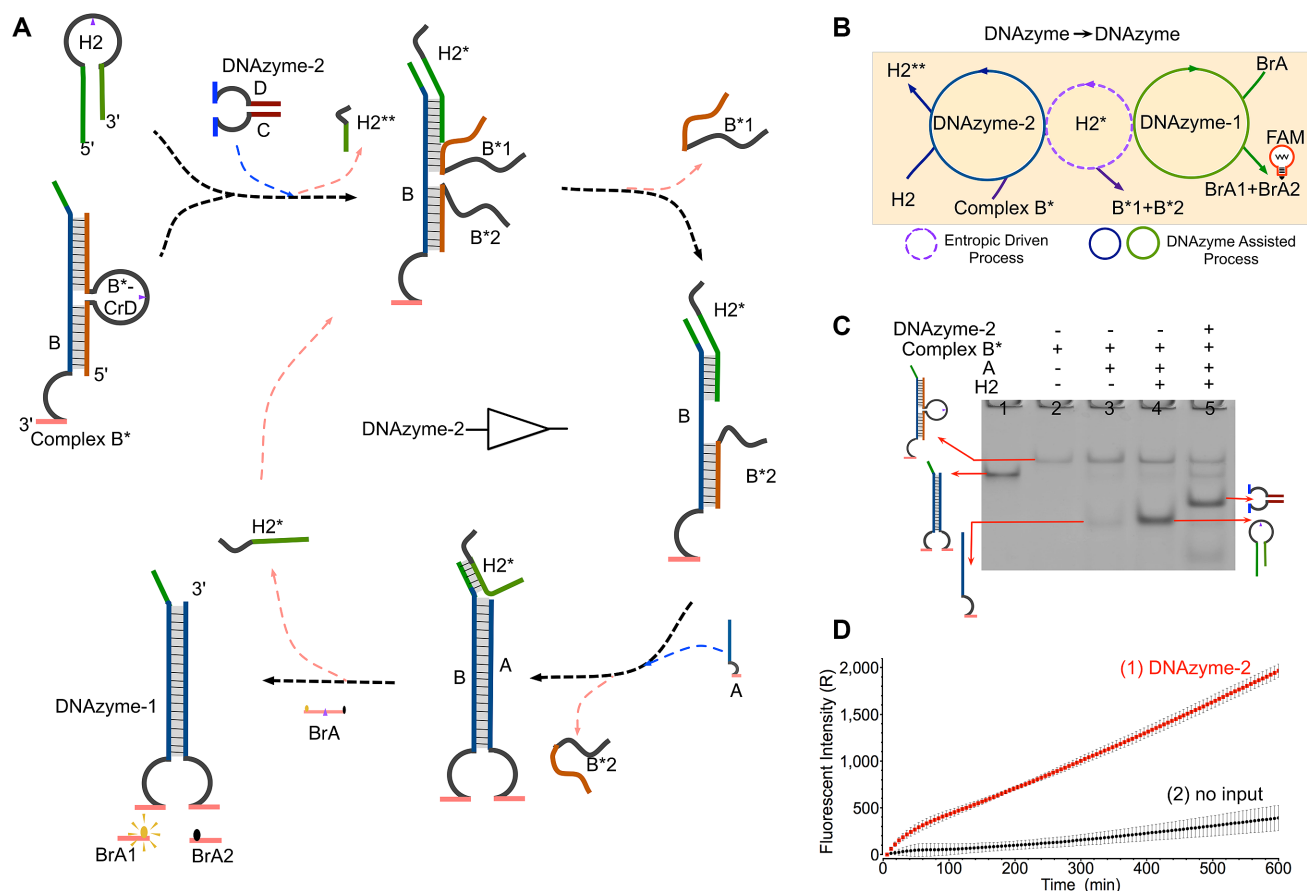 A
H2
3'
5'
DNAzyme-2
D
C
H2**
H2*
B*1
B
B*2
B*1
B*-
CrD
B
5'
3'
Complex B*
H2*
B
B*2
DNAzyme-2
H2*
3'
DNAzyme-1
BrA
BrA1
BrA2
H2*
B
A
A
B*2
B
DNAzyme → DNAzyme
H2**
BrA
DNAzyme-2
H2*
DNAzyme-1
FAM
H2
Complex B*
B*1+B*2
BrA1+BrA2
Entropic Driven
Process
DNAzyme Assisted
Process
C
DNAzyme-2 - - - +
Complex B* + + + +
A - + + +
H2 - - + +
1 2 3 4 5
D
Fluorescent Intensity (R)
2,000
1,500
1,000
500
0
(1) DNAzyme-2
(2) no input
0 100 200 300 400 500 600
Time (min)